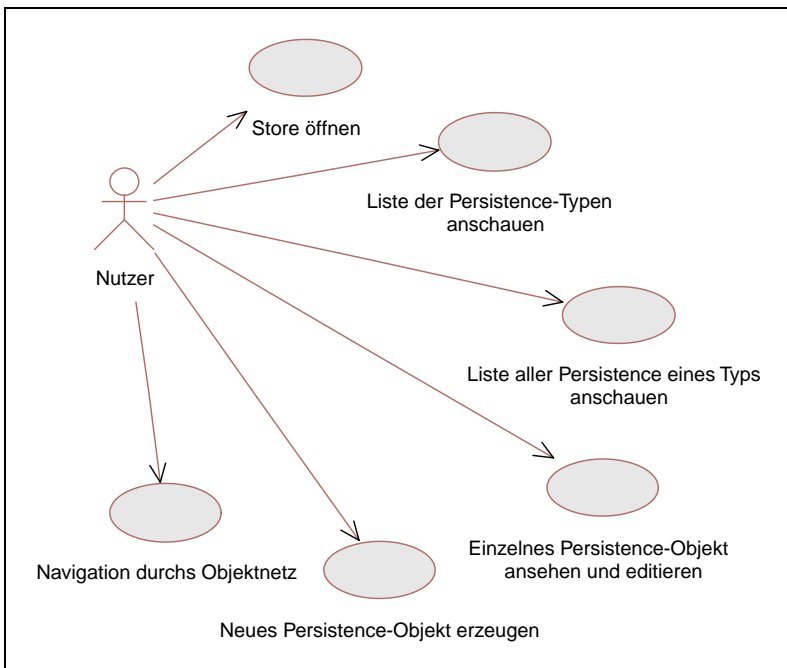 Store öffnen
Liste der Persistence-Typen
anschauen
Nutzer
Liste aller Persistence eines Typs
anschauen
Einzelnes Persistence-Objekt
ansehen und editieren
Navigation durchs Objektnetz
Neues Persistence-Objekt erzeugen